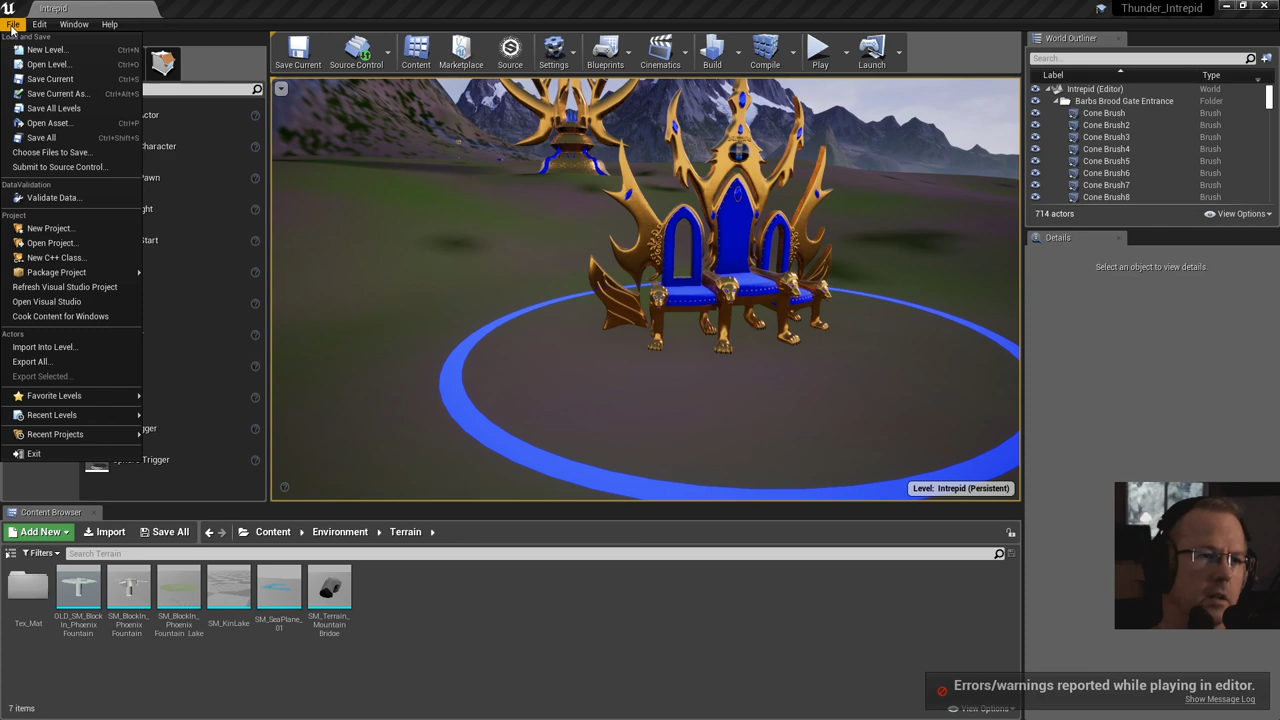 Intrepid
Thunder_Intrepid
File Edit Window Help
Load and Save
New Level... Ctrl+N
Open Level... Ctrl+O
Save Current Ctrl+S
Save Current As... Ctrl+Alt+S
Save All Levels
Open Asset... Ctrl+P
Save All Ctrl+Shift+S
Choose Files to Save...
Submit to Source Control...
DataValidation
Validate Data...
Project
New Project...
Open Project...
New C++ Class...
Package Project
Refresh Visual Studio Project
Open Visual Studio
Cook Content for Windows
Actors
Import Into Level...
Export All...
Export Selected...
Favorite Levels
Recent Levels
Recent Projects
Exit
Save Current Source Control Content Marketplace Source Settings Blueprints Cinematics Build Compile Play Launch
Level: Intrepid (Persistent)
World Outliner
Search...
Label Type
Intrepid (Editor) World
Barbs Brood Gate Entrance Folder
Cone Brush Brush
Cone Brush2 Brush
Cone Brush3 Brush
Cone Brush4 Brush
Cone Brush5 Brush
Cone Brush6 Brush
Cone Brush7 Brush
Cone Brush8 Brush
714 actors View Options
Details
Select an object to view details.
Content Browser
Add New Import Save All Content Environment Terrain
Filters Search Terrain
Tex_Mat
OLD_SM_Block
In_Phoenix
Fountain
SM_BlockIn_
Phoenix
Fountain
SM_BlockIn_
Phoenix
Fountain_Lake
SM_KinLake
SM_SeaPlane_
01
SM_Terrain_
Mountain
Bridge
7 items
View Options
Errors/warnings reported while playing in editor.
Show Message Log